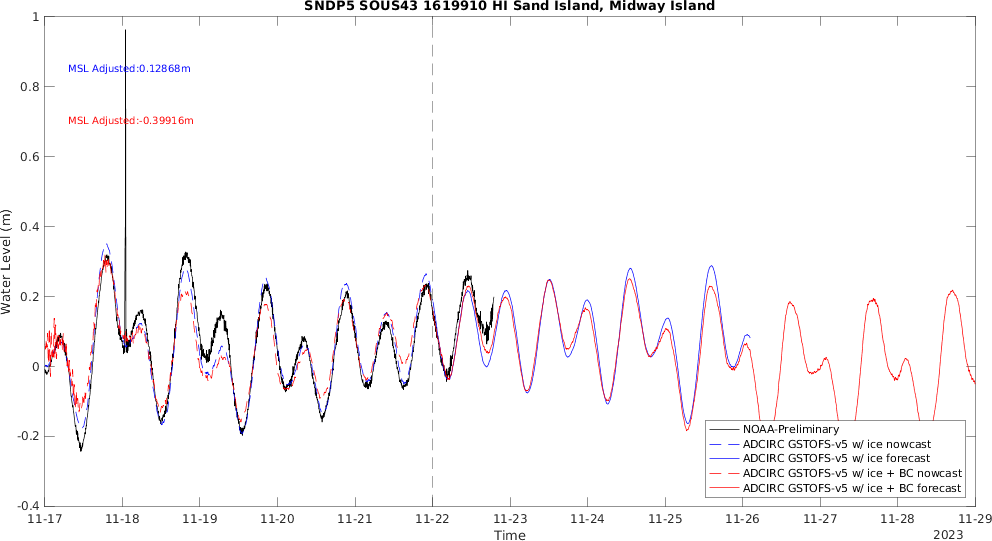 SNDP5 SOUS43 1619910 HI Sand Island, Midway Island
MSL Adjusted:0.12868m
MSL Adjusted:-0.39916m
Water Level (m)
1
0.8
0.6
0.4
0.2
0
-0.2
-0.4
NOAA-Preliminary
ADCIRC GSTOFS-v5 w/ ice nowcast
ADCIRC GSTOFS-v5 w/ ice forecast
ADCIRC GSTOFS-v5 w/ ice + BC nowcast
ADCIRC GSTOFS-v5 w/ ice + BC forecast
11-17 11-18 11-19 11-20 11-21 11-22 11-23 11-24 11-25 11-26 11-27 11-28 11-29
Time
2023